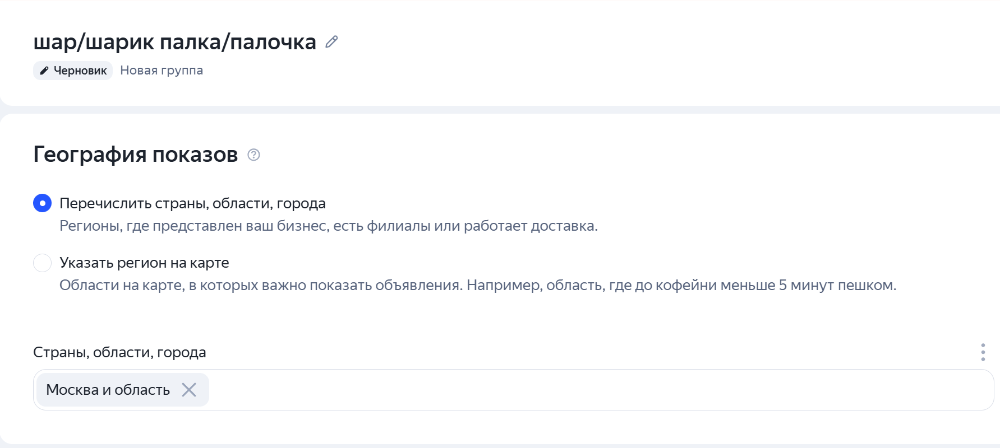 шар/шарик палка/палочка
Черновик Новая группа
География показов
Перечислить страны, области, города
Регионы, где представлен ваш бизнес, есть филиалы или работает доставка.
Указать регион на карте
Области на карте, в которых важно показать объявления. Например, область, где до кофейни меньше 5 минут пешком.
Страны, области, города
Москва и область